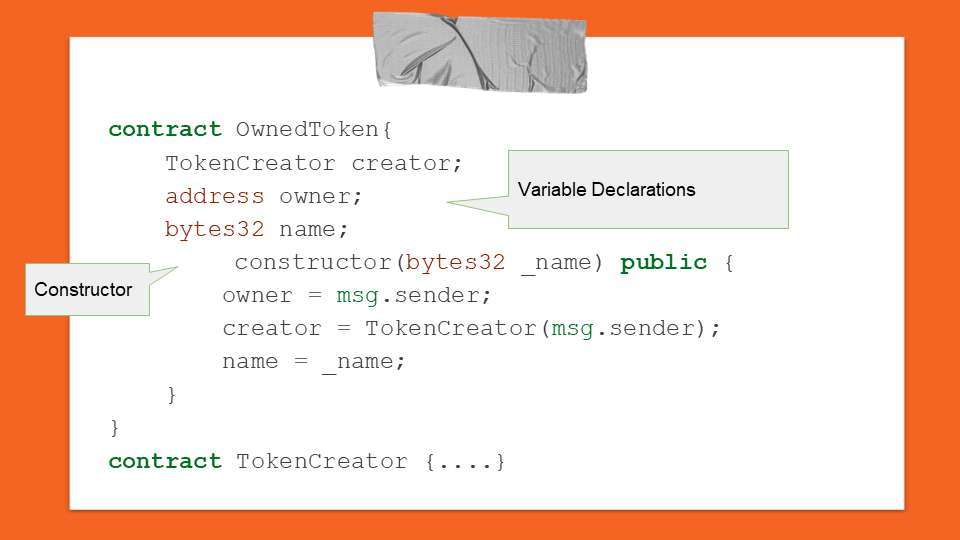 contract OwnedToken{
TokenCreator creator;
address owner;
Variable Declarations
bytes32 name;
constructor(bytes32 _name) public {
Constructor
owner = msg.sender;
creator = TokenCreator(msg.sender);
name = _name;
}
}
contract TokenCreator {....}